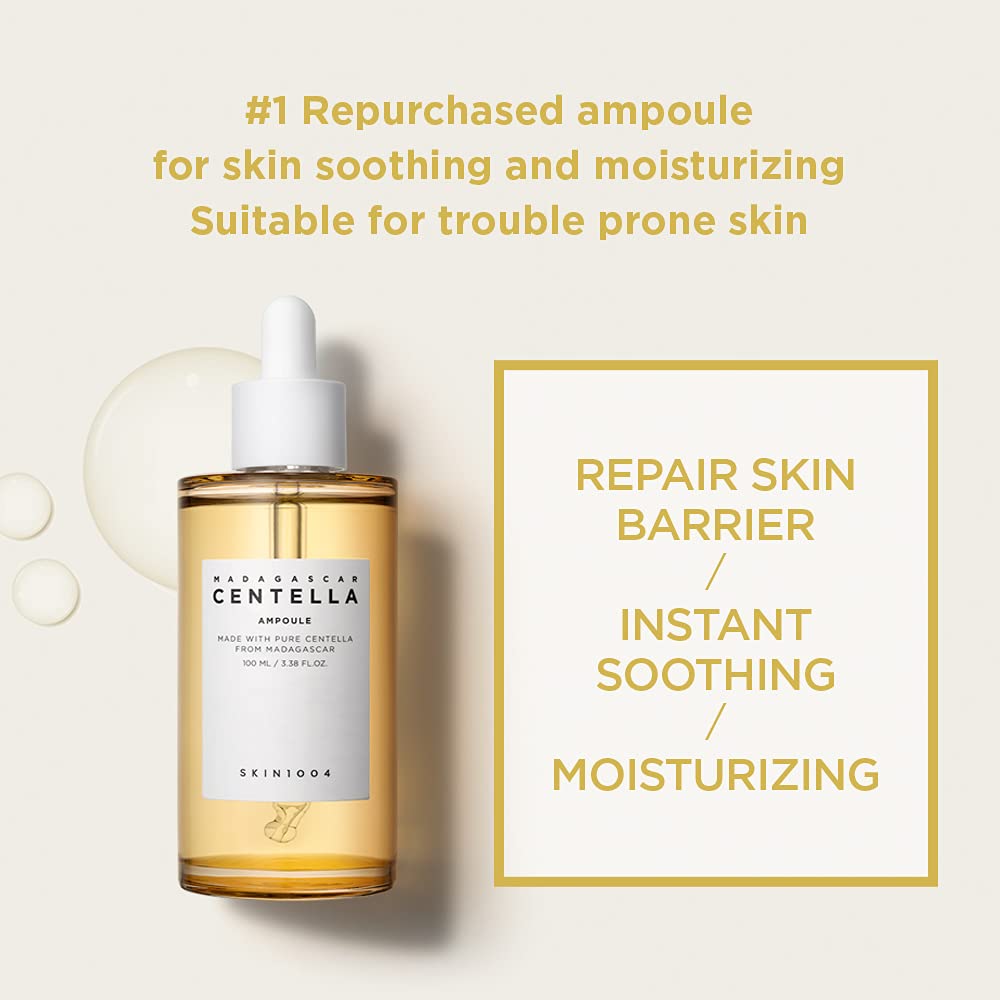 #1 Repurchased ampoule
for skin soothing and moisturizing
Suitable for trouble prone skin
MADAGASCAR
CENTELLA
AMPOULE
MADE WITH PURE CENTELLA
FROM MADAGASCAR
100 ML / 3.38 FL.OZ.
SKIN1004
REPAIR SKIN
BARRIER
/
INSTANT
SOOTHING
/
MOISTURIZING